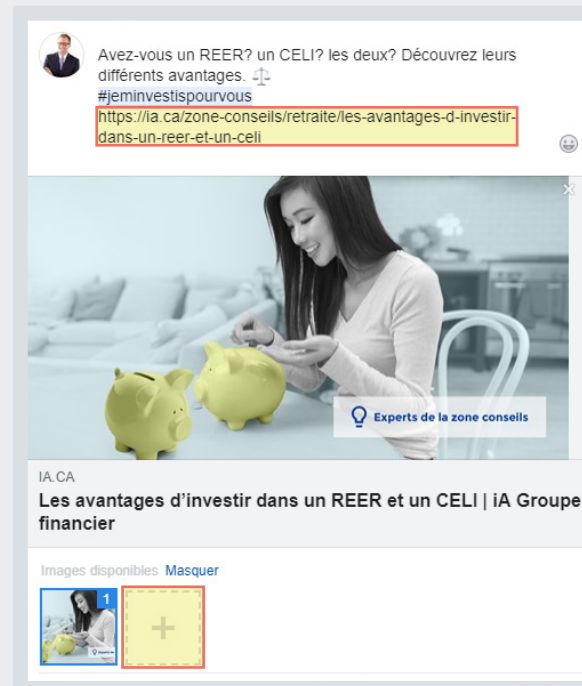 Avez-vous un REER? un CELI? les deux? Découvrez leurs
différents avantages.
#jeminvestispourvous
https://ia.ca/zone-conseils/retraite/les-avantages-d-investir-
dans-un-reer-et-un-celi
Experts de la zone conseils
IA.CA
Les avantages d’investir dans un REER et un CELI | iA Groupe
financier
Images disponibles Masquer
1